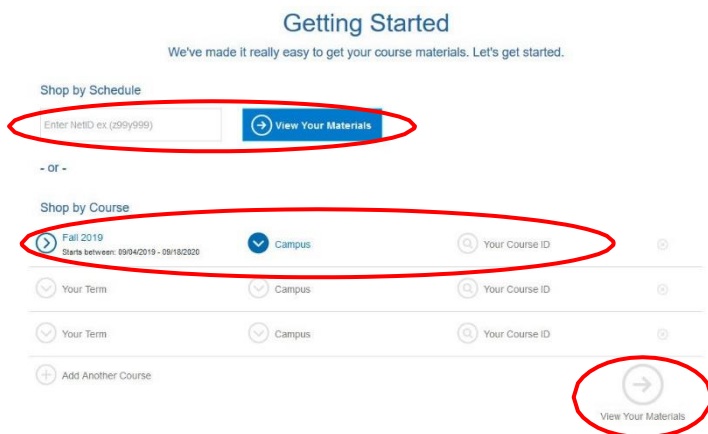 Getting Started
We've made it really easy to get your course materials. Let's get started.
Shop by Schedule
Enter NetID ex (z99y999)
View Your Materials
- or -
Shop by Course
Fall 2019
Campus
Your Course ID
Starts between: 09/04/2019 - 09/18/2020
Your Term
Campus
Your Course ID
Your Term
Campus
Your Course ID
Add Another Course
View Your Materials